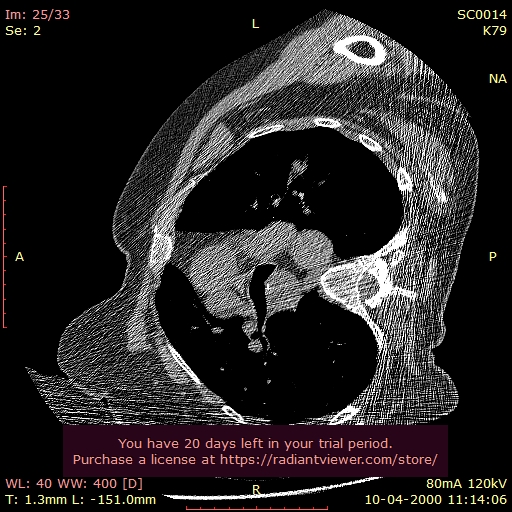 Im: 25/33
Se: 2
L
SC0014
K79
NA
A
P
You have 20 days left in your trial period.
Purchase a license at https://radiantviewer.com/store/
WL: 40 WW: 400 [D]
T: 1.3mm L: -151.0mm
R
80mA 120kV
10-04-2000 11:14:06